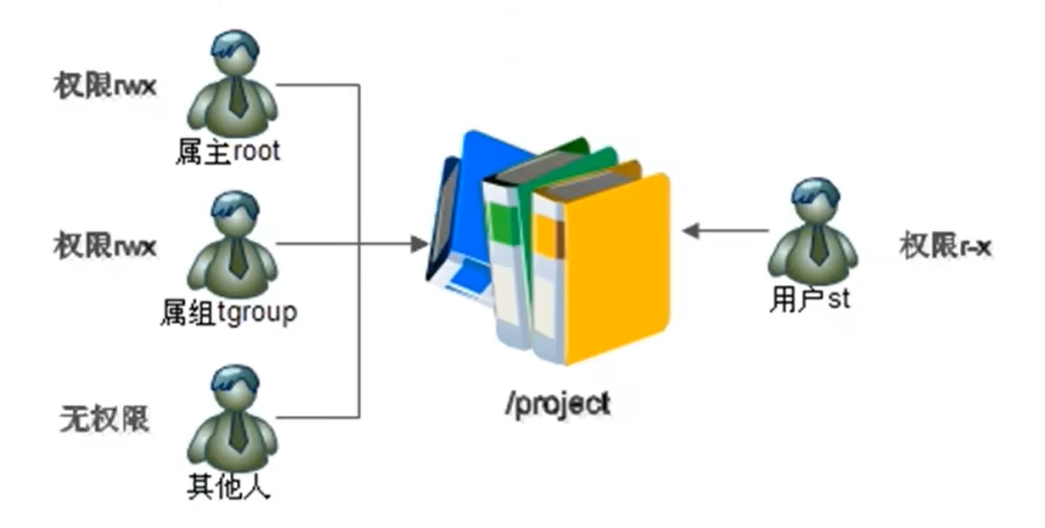 权限rwx
属主root
权限rwx
属组tgroup
无权限
其他人
/project
用户st
权限r-x